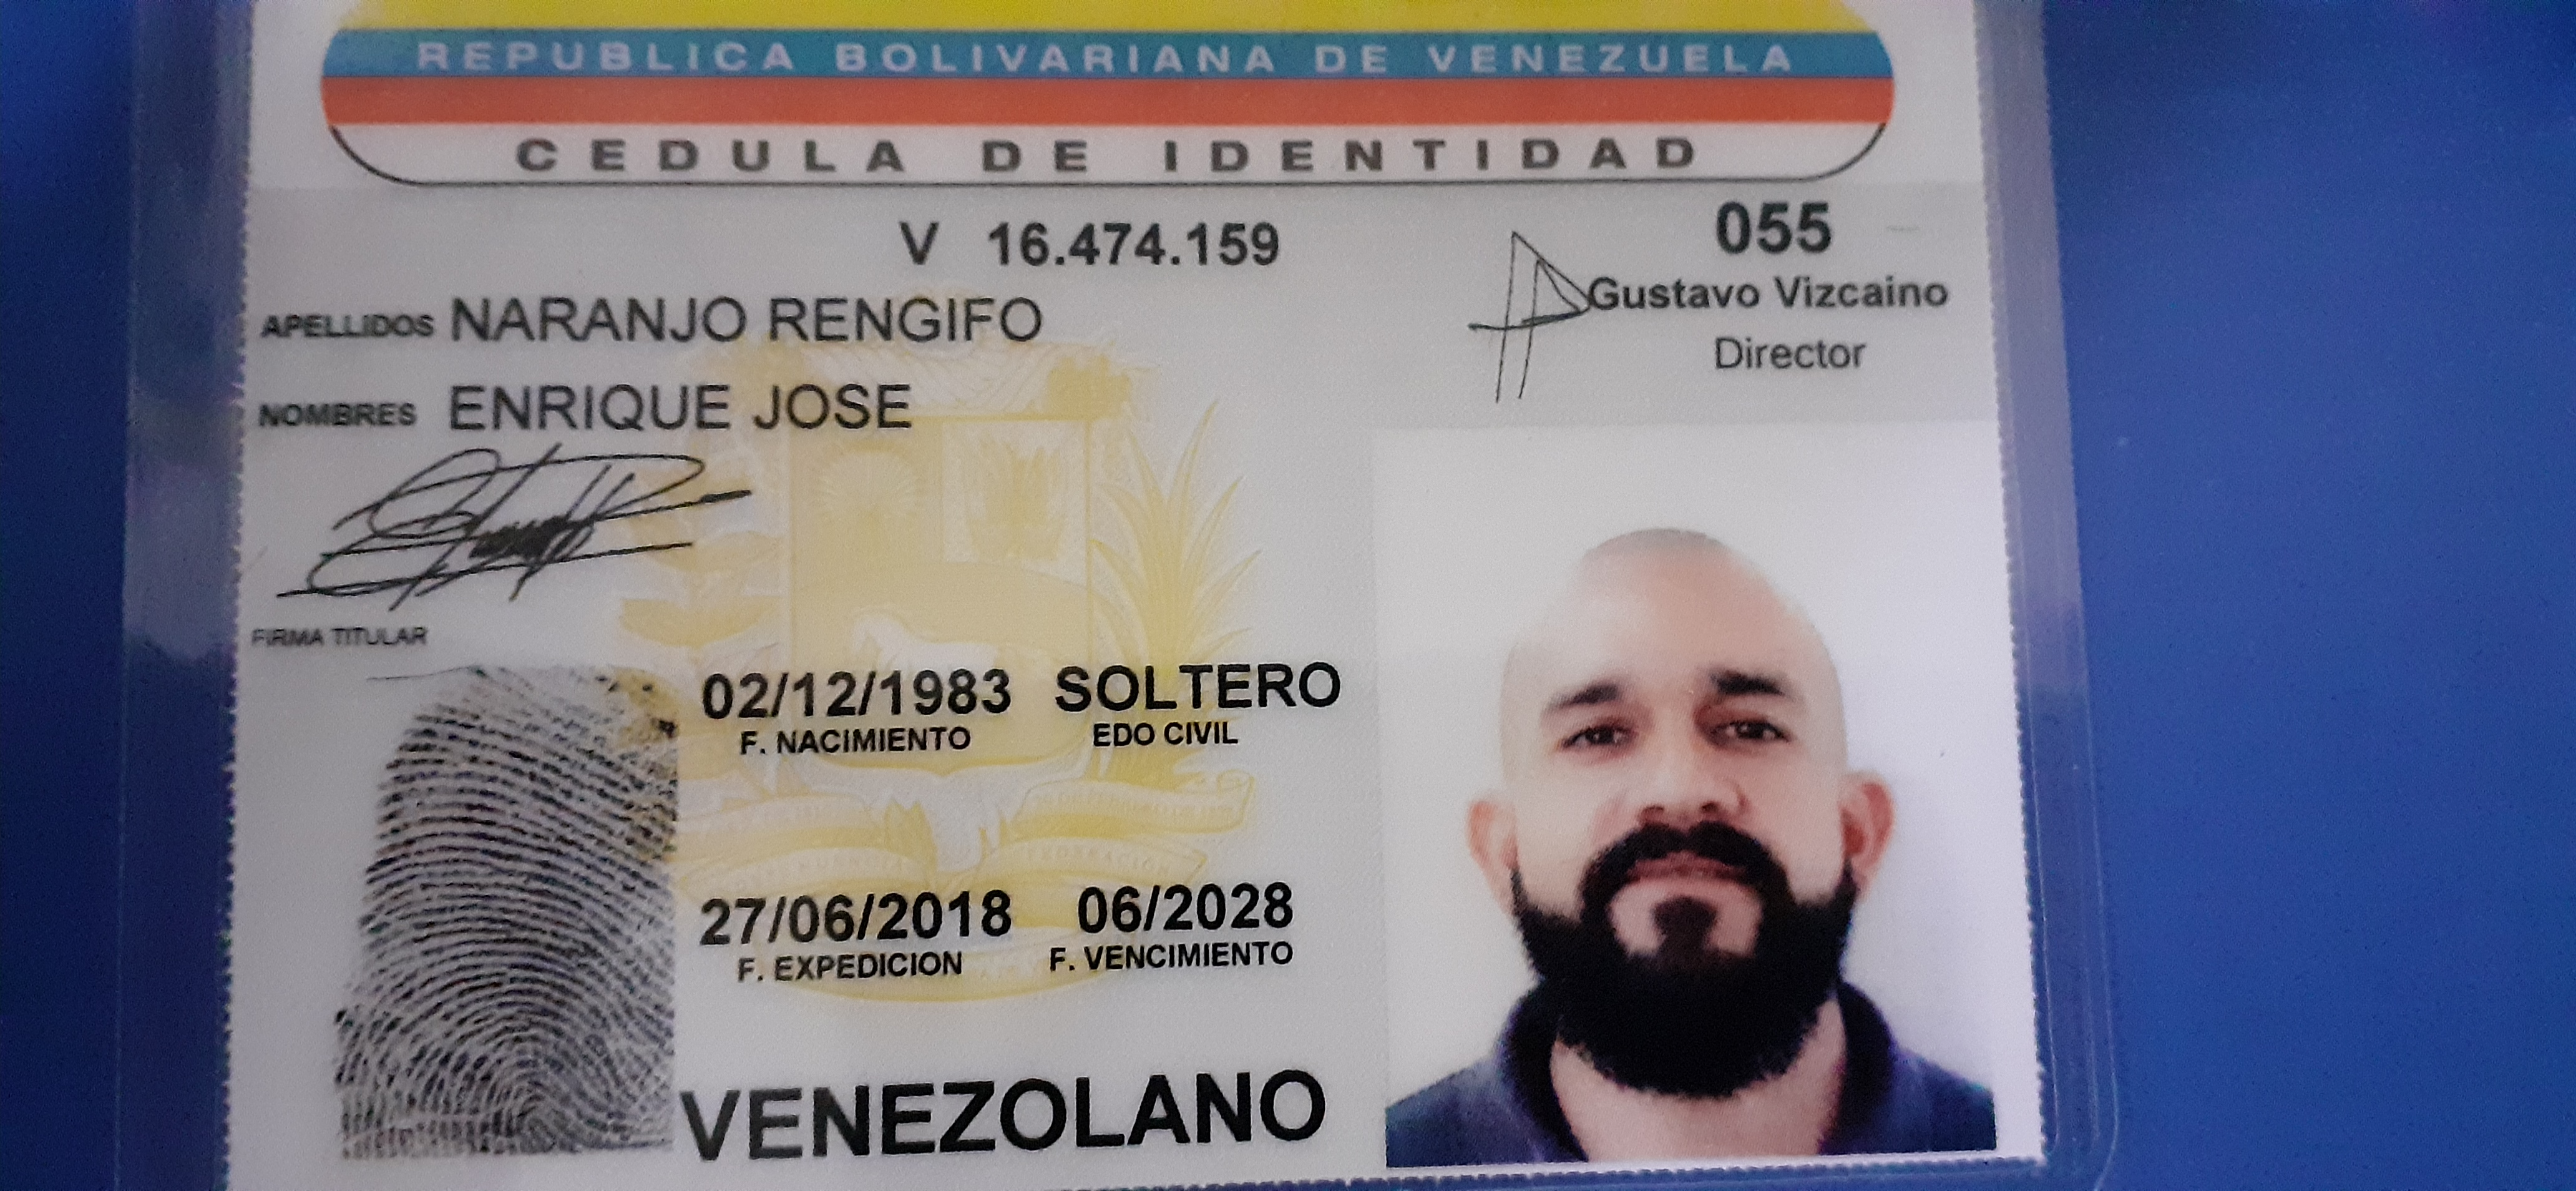 REPUBLICA BOLIVARIANA DE VENEZUELA
CEDULA DE IDENTIDAD
V 16.474.159
055
Gustavo Vizcaino
Director
APELLIDOS NARANJO RENGIFO
NOMBRES ENRIQUE JOSE
FIRMA TITULAR
02/12/1983 SOLTERO
F. NACIMIENTO EDO CIVIL
27/06/2018 06/2028
F. EXPEDICION F. VENCIMIENTO
VENEZOLANO